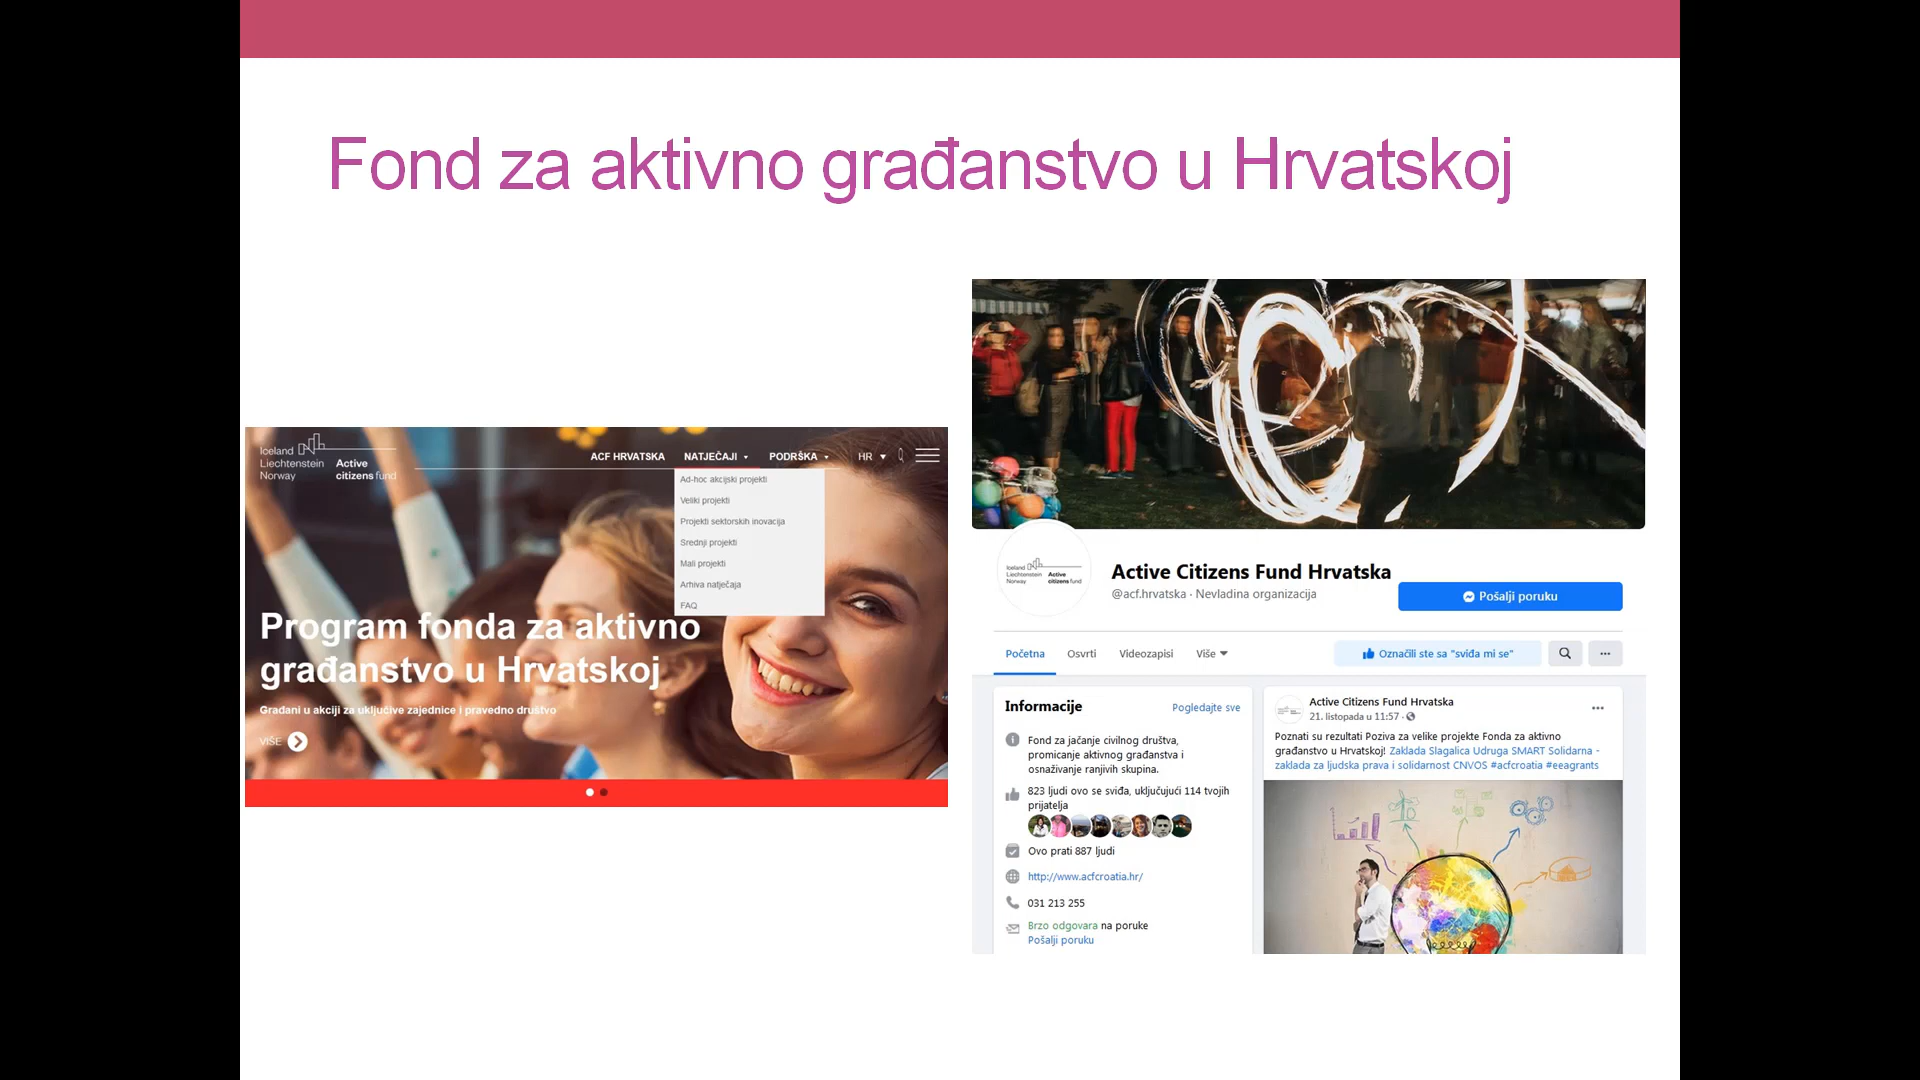 Fond za aktivno građanstvo u Hrvatskoj
Iceland
Liechtenstein
Norway
Active
citizens fund
ACF HRVATSKA
NATJEČAJI
PODRŠKA
HR
Ad-hoc akcijski projekti
Veliki projekti
Projekti sektorskih inovacija
Srednji projekti
Mali projekti
Arhiva natječaja
FAQ
Program fonda za aktivno
građanstvo u Hrvatskoj
Građani u akciji za uključive zajednice i pravedno društvo
VIŠE
Iceland
Liechtenstein
Norway
Active
citizens fund
Active Citizens Fund Hrvatska
@acf.hrvatska · Nevladina organizacija
Pošalji poruku
Početna
Osvrti
Videozapisi
Više
Označili ste sa "sviđa mi se"
Informacije
Pogledajte sve
Fond za jačanje civilnog društva,
promicanje aktivnog građanstva i
osnaživanje ranjivih skupina.
823 ljudi ovo se sviđa, uključujući 114 tvojih
prijatelja
Ovo prati 887 ljudi
http://www.acfcroatia.hr/
031 213 255
Brzo odgovara na poruke
Pošalji poruku
Active Citizens Fund Hrvatska
21. listopada u 11:57 ·
Poznati su rezultati Poziva za velike projekte Fonda za aktivno
građanstvo u Hrvatskoj! Zaklada Slagalica Udruga SMART Solidarna -
zaklada za ljudska prava i solidarnost CNVOS #acfcroatia #eeagrants